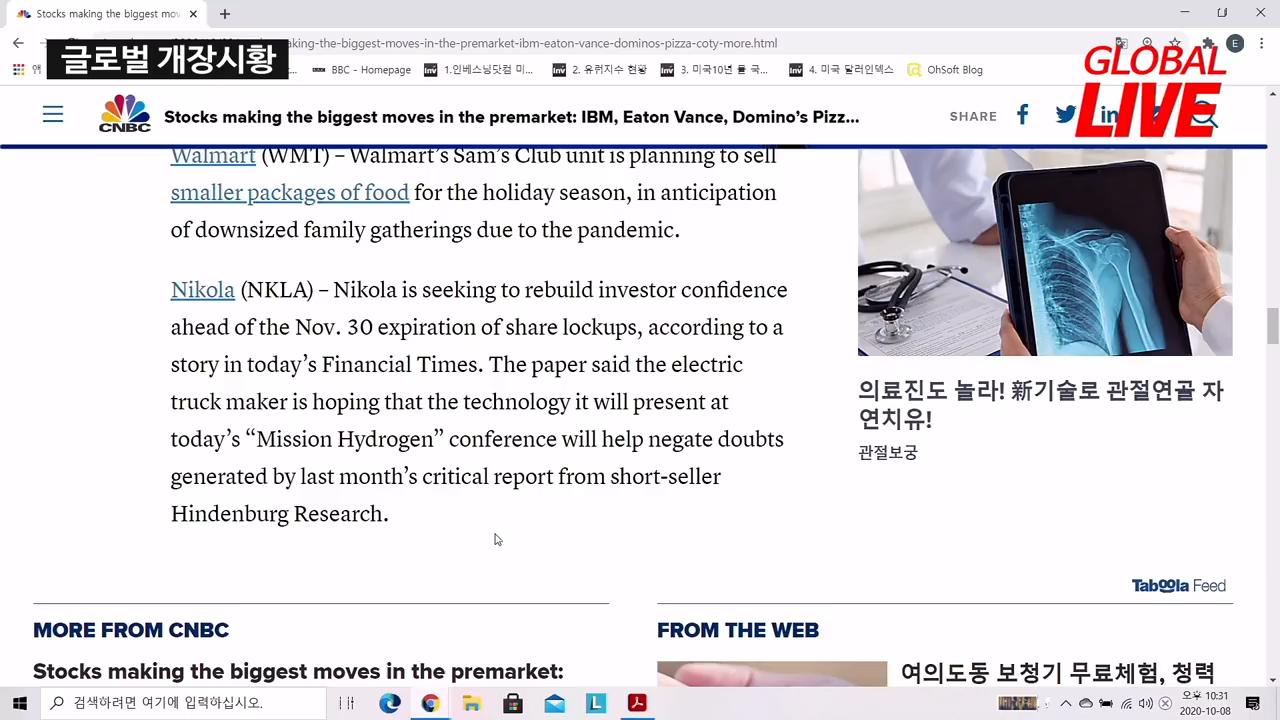 Stocks making the biggest mov
글로벌 개장시황
aking-the-biggest-moves-in-the-premarket-ibm-eaton-vance-dominos-pizza-coty-more.html
E
BBC - Homepage
1.인베스닝닷컴 미...
2. 유뤕지수 현황
3. 미국10년 률 국...
4. 미국 달러인덱스
OhSoft Blog
GLOBAL
LIVE
CNBC
Stocks making the biggest moves in the premarket: IBM, Eaton Vance, Domino's Pizz...
SHARE
Walmart (WMT) – Walmart's Sam's Club unit is planning to sell
smaller packages of food for the holiday season, in anticipation
of downsized family gatherings due to the pandemic.
Nikola (NKLA) – Nikola is seeking to rebuild investor confidence
ahead of the Nov. 30 expiration of share lockups, according to a
story in today's Financial Times. The paper said the electric
truck maker is hoping that the technology it will present at
today's “Mission Hydrogen” conference will help negate doubts
generated by last month's critical report from short-seller
Hindenburg Research.
의료진도 놀라! 新기술로 관절연골 자
연치유!
관절보궁
Taboola Feed
MORE FROM CNBC
Stocks making the biggest moves in the premarket:
FROM THE WEB
여의도동 보청기 무료체험, 청력
검색하려면 여기에 입력하십시오.
오후 10:31
2020-10-08